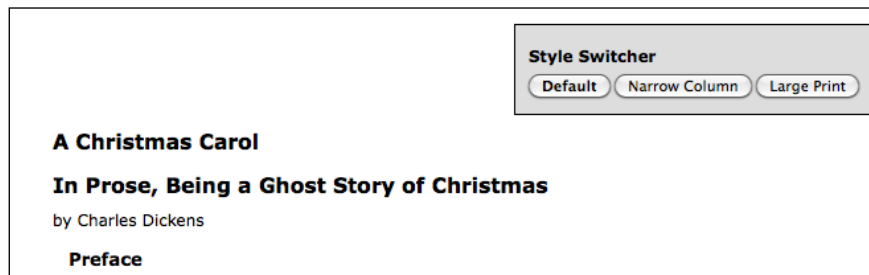 Style Switcher
Default Narrow Column Large Print
A Christmas Carol
In Prose, Being a Ghost Story of Christmas
by Charles Dickens
Preface